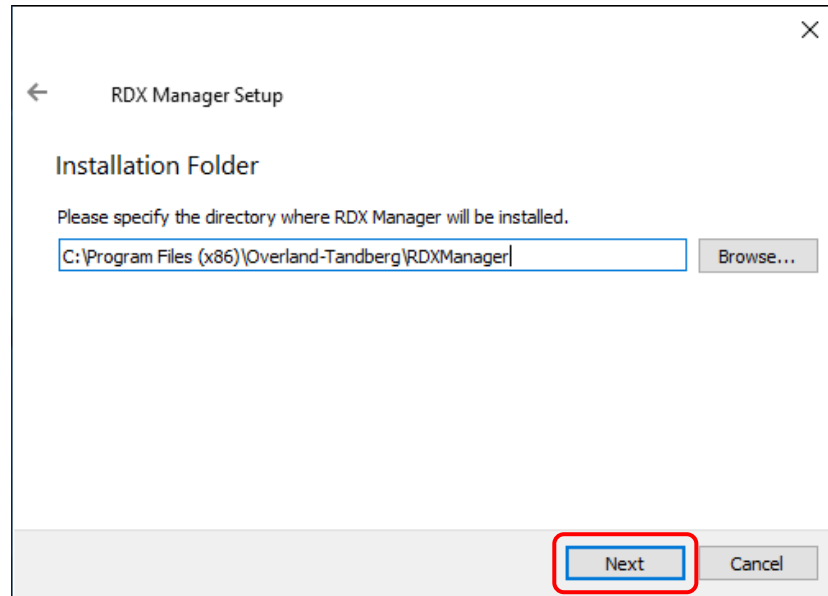 RDX Manager Setup
Installation Folder
Please specify the directory where RDX Manager will be installed.
C:\Program Files (x86)\Overland-Tandberg\RDXManager
Browse...
Next
Cancel